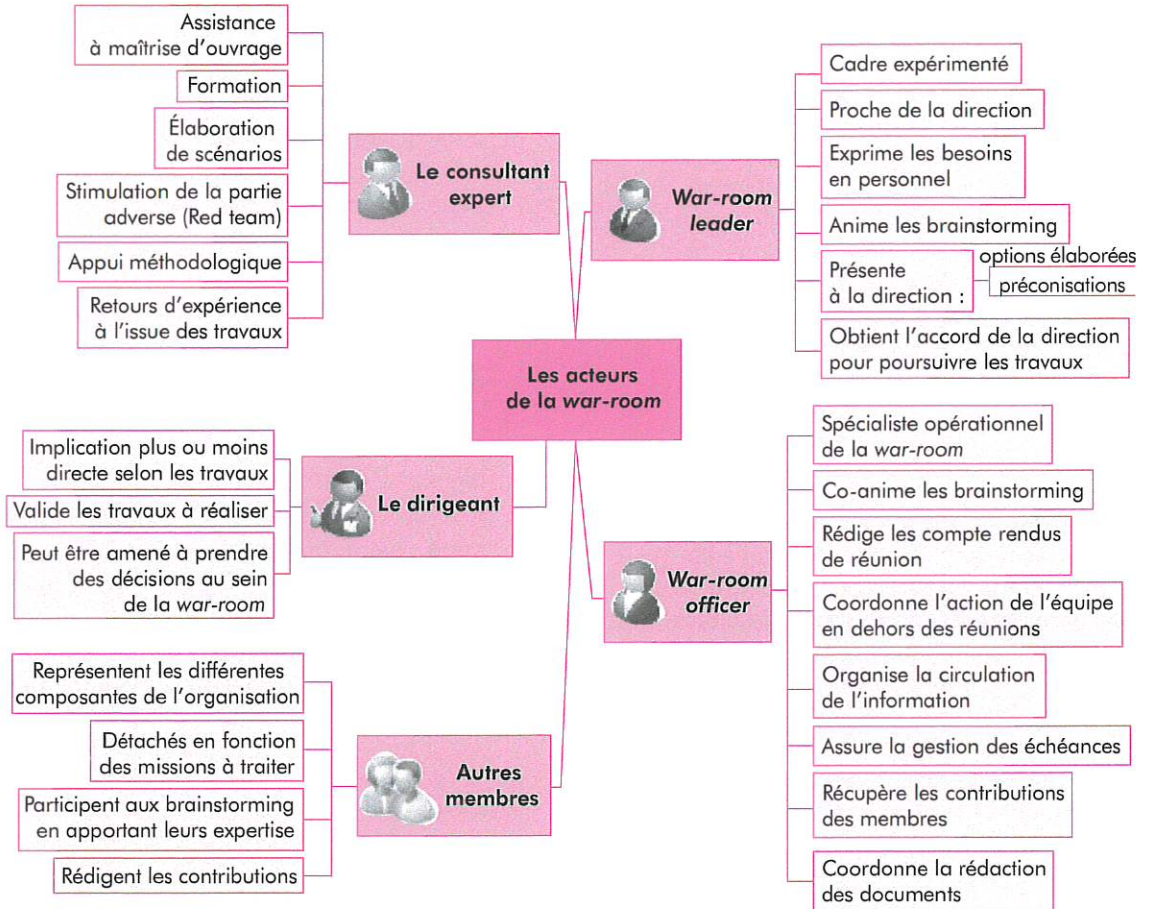 Assistance
à maîtrise d'ouvrage
Formation
Élaboration
de scénarios
Stimulation de la partie
adverse (Red team)
Appui méthodologique
Retours d'expérience
à l'issue des travaux
Le consultant
expert
War-room
leader
Cadre expérimenté
Proche de la direction
Exprime les besoins
en personnel
Anime les brainstorming
Présente
à la direction :
options élaborées
préconisations
Obtient l'accord de la direction
pour poursuivre les travaux
Les acteurs
de la war-room
Implication plus ou moins
directe selon les travaux
Valide les travaux à réaliser
Peut être amené à prendre
des décisions au sein
de la war-room
Le dirigeant
War-room
officer
Spécialiste opérationnel
de la war-room
Co-anime les brainstorming
Rédige les compte rendus
de réunion
Coordonne l'action de l'équipe
en dehors des réunions
Organise la circulation
de l'information
Assure la gestion des échéances
Récupère les contributions
des membres
Coordonne la rédaction
des documents
Représentent les différentes
composantes de l'organisation
Détachés en fonction
des missions à traiter
Participent aux brainstorming
en apportant leurs expertise
Rédigent les contributions
Autres
membres